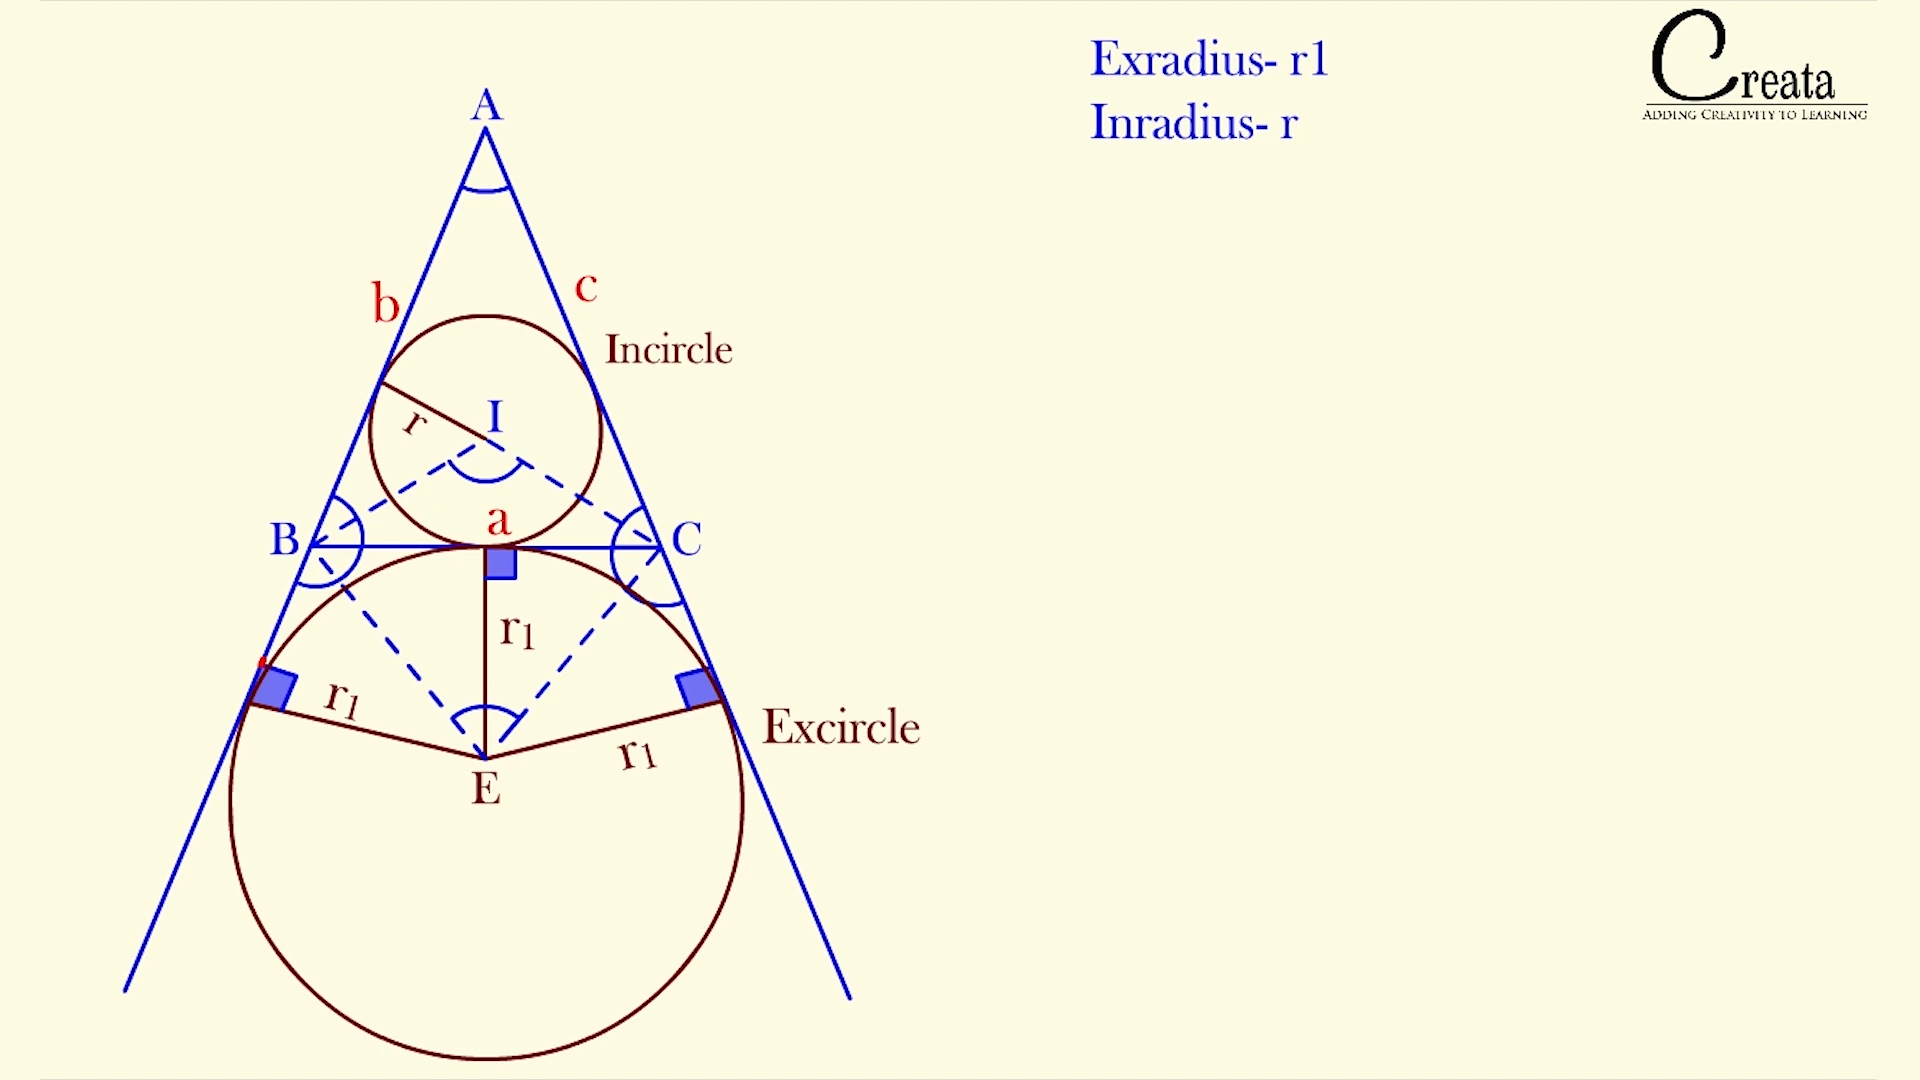 Exradius- r1
Inradius- r
Creata
ADDING CREATIVITY TO LEARNING
A
b
c
Incircle
I
r
a
B
C
r1
r1
Excircle
r1
E